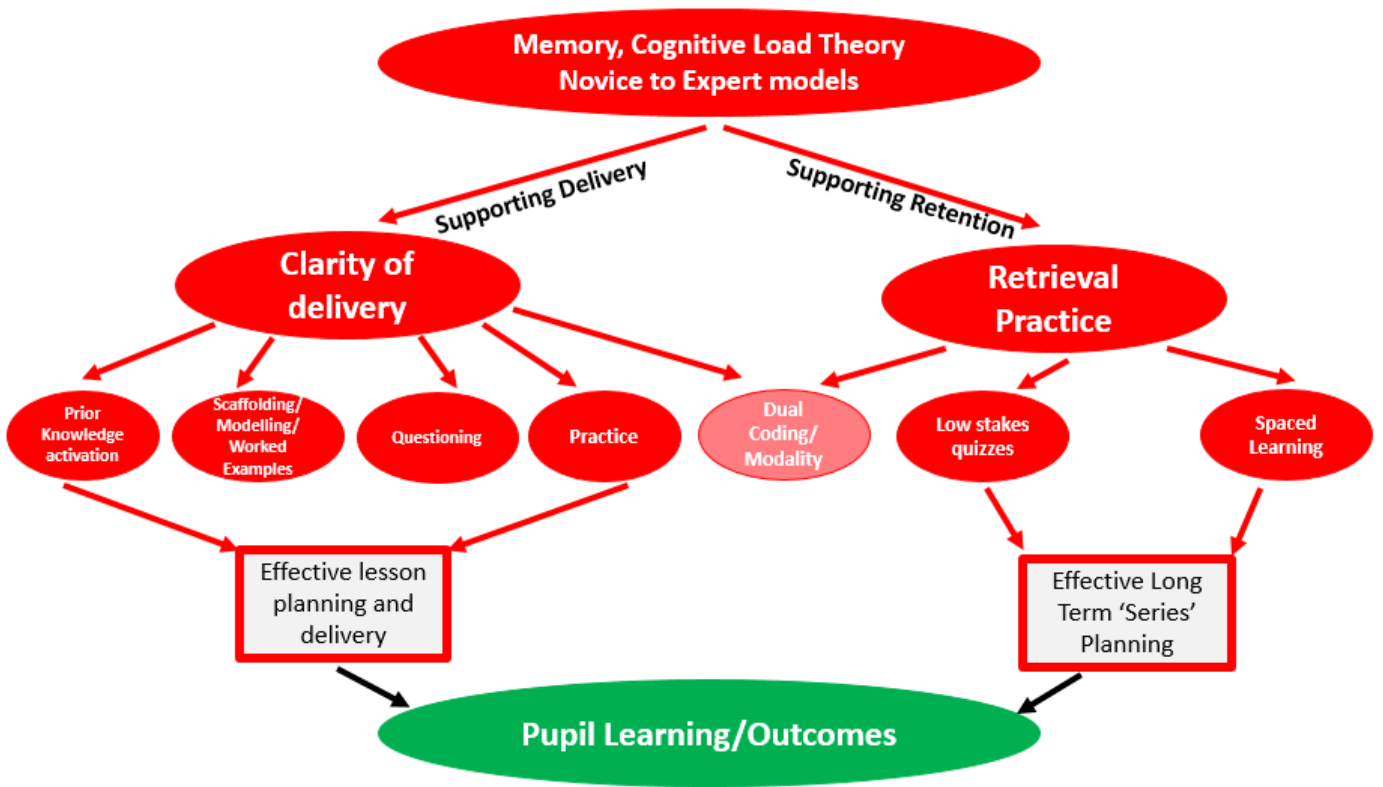 Memory, Cognitive Load Theory
Novice to Expert models
Supporting Delivery
Supporting Retention
Clarity of
delivery
Retrieval
Practice
Prior
Knowledge
activation
Scaffolding/
Modelling/
Worked
Examples
Questioning
Practice
Dual
Coding/
Modality
Low stakes
quizzes
Spaced
Learning
Effective lesson
planning and
delivery
Effective Long
Term ‘Series’
Planning
Pupil Learning/Outcomes